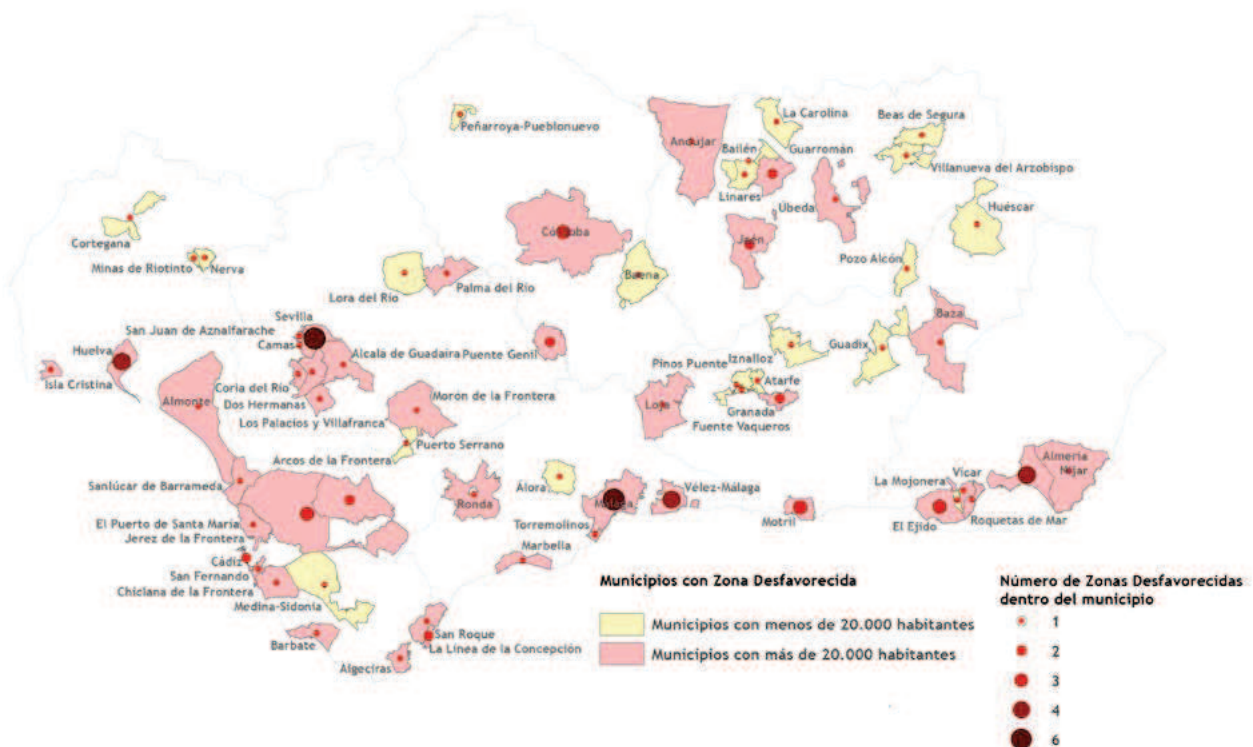 La Carolina
Beas de Segura
Peñarroya-Pueblonuevo
Andújar
Bailén
Guarromán
Villanueva del Arzobispo
Linares
Úbeda
Huéscar
Córdoba
Jaén
Cortegana
Minas de Riotinto
Nerva
Pozo Alcón
Baena
Lora del Río
Palma del Río
Sevilla
Baza
San Juan de Aznalfarache
Camas
Huelva
Alcalá de Guadaira
Puente Genil
Guadix
Iznalloz
Pinos Puente
Atarfe
Isla Cristina
Coria del Río
Dos Hermanas
Morón de la Frontera
Almonte
Loja
Granada
Fuente Vaqueros
Los Palacios y Villafranca
Puerto Serrano
Arcos de la Frontera
Almería
Níjar
Vícar
La Mojonera
Sanlúcar de Barrameda
Álora
Ronda
Málaga
Vélez-Málaga
El Puerto de Santa María
Jerez de la Frontera
Torremolinos
Motril
El Ejido
Roquetas de Mar
Marbella
Cádiz
San Fernando
Chiclana de la Frontera
Medina-Sidonia
Barbate
San Roque
La Línea de la Concepción
Algeciras
Municipios con Zona Desfavorecida
Municipios con menos de 20.000 habitantes
Municipios con más de 20.000 habitantes
Número de Zonas Desfavorecidas
dentro del municipio
1
2
3
4
6